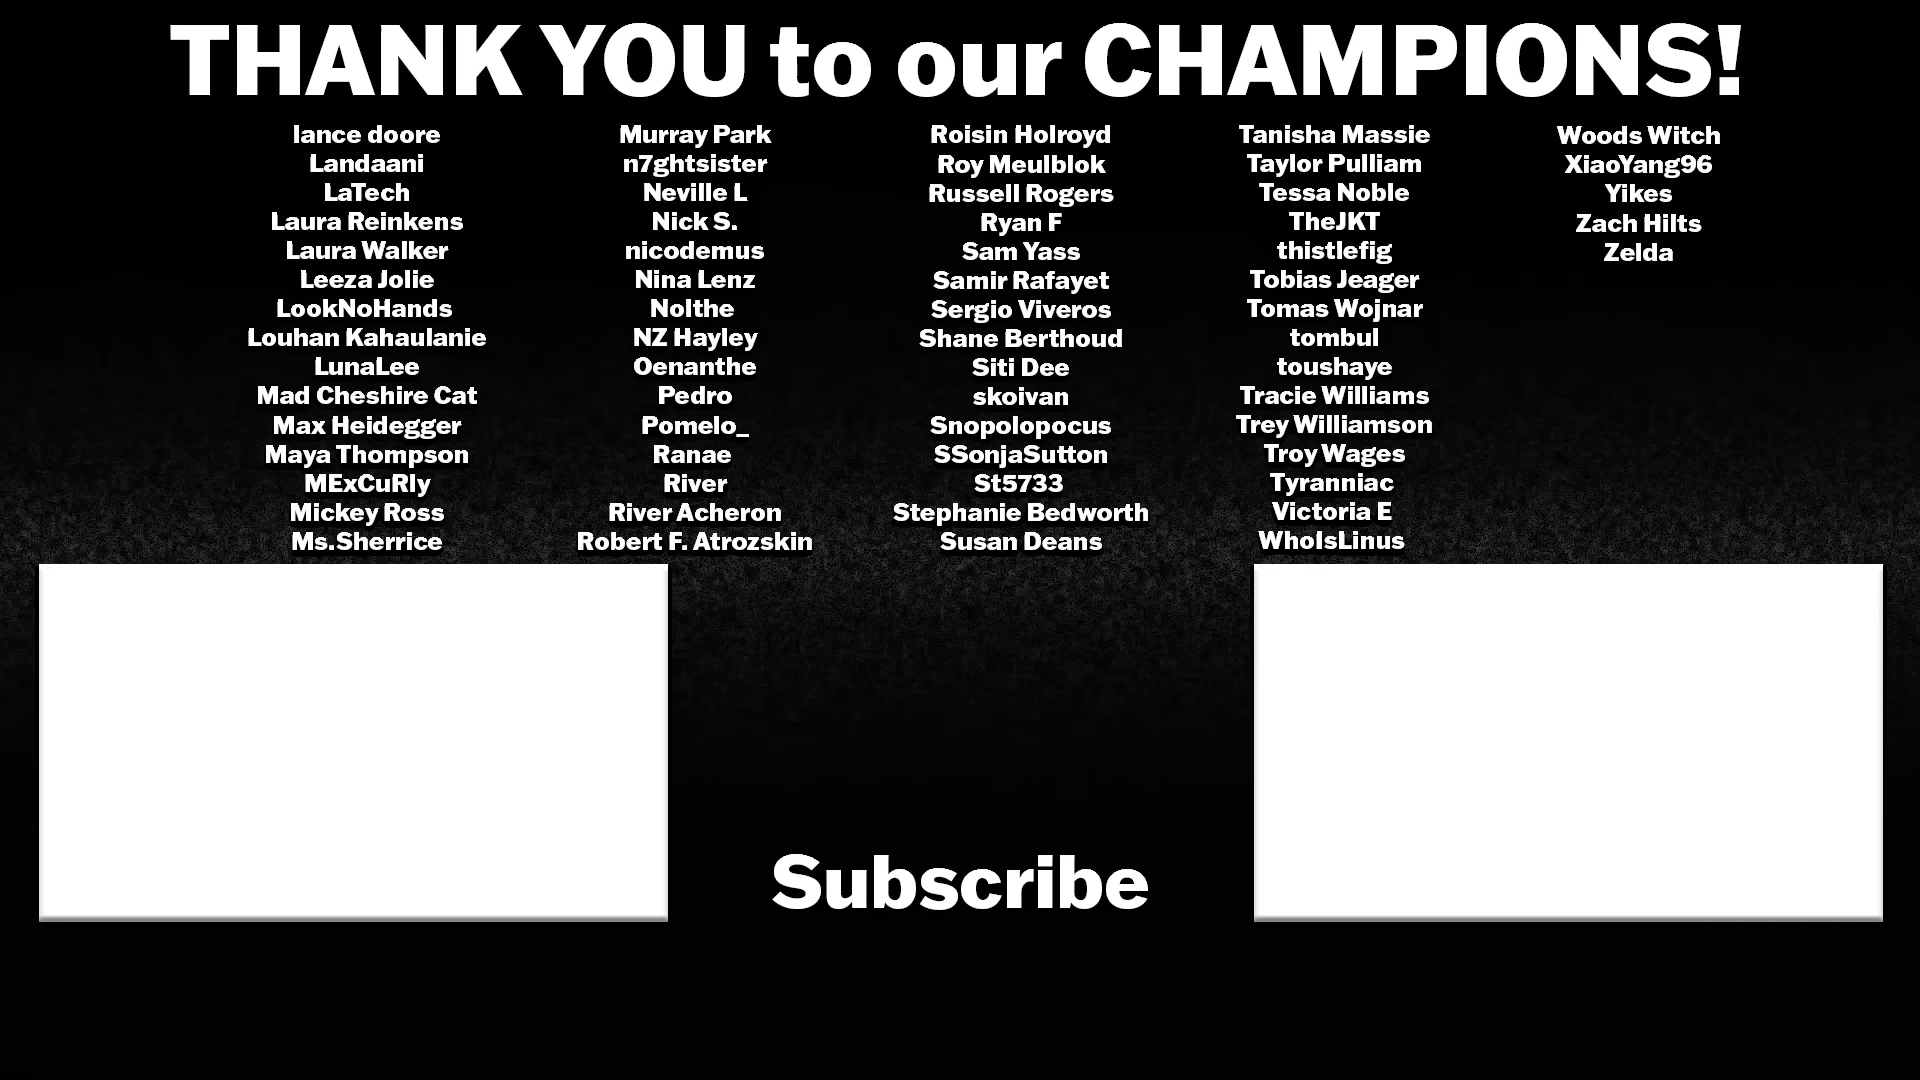 THANK YOU to our CHAMPIONS!
lance doore
Landaani
LaTech
Laura Reinkens
Laura Walker
Leeza Jolie
LookNoHands
Louhan Kahaulanie
LunaLee
Mad Cheshire Cat
Max Heidegger
Maya Thompson
MExCuRly
Mickey Ross
Ms.Sherrice
Murray Park
n7ghtsister
Neville L
Nick S.
nicodemus
Nina Lenz
Nolthe
NZ Hayley
Oenanthe
Pedro
Pomelo_
Ranae
River
River Acheron
Robert F. Atrozskin
Roisin Holroyd
Roy Meulblok
Russell Rogers
Ryan F
Sam Yass
Samir Rafayet
Sergio Viveros
Shane Berthoud
Siti Dee
skoivan
Snopolopocus
SSonjaSutton
St5733
Stephanie Bedworth
Susan Deans
Tanisha Massie
Taylor Pulliam
Tessa Noble
TheJKT
thistlefig
Tobias Jeager
Tomas Wojnar
tombul
toushaye
Tracie Williams
Trey Williamson
Troy Wages
Tyranniac
Victoria E
WhoIsLinus
Woods Witch
XiaoYang96
Yikes
Zach Hilts
Zelda
Subscribe